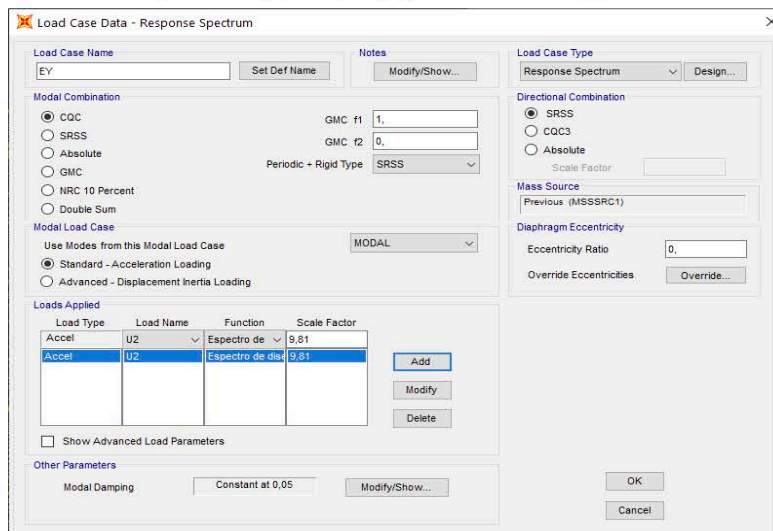 Load Case Data - Response Spectrum
Load Case Name
EY
Set Def Name
Notes
Modify/Show...
Load Case Type
Response Spectrum
Design...
Modal Combination
CQC
SRSS
Absolute
GMC
NRC 10 Percent
Double Sum
GMC f1
1,
GMC f2
0,
Periodic + Rigid Type
SRSS
Directional Combination
SRSS
CQC3
Absolute
Scale Factor
Mass Source
Previous (MSSSRC1)
Modal Load Case
Use Modes from this Modal Load Case
MODAL
Standard - Acceleration Loading
Advanced - Displacement Inertia Loading
Diaphragm Eccentricity
Eccentricity Ratio
0,
Override Eccentricities
Override...
Loads Applied
Load Type Load Name Function Scale Factor
Accel U2 Espectro de 9,81
Accel U2 Espectro de dise 9,81
Add
Modify
Delete
Show Advanced Load Parameters
Other Parameters
Modal Damping
Constant at 0,05
Modify/Show...
OK
Cancel